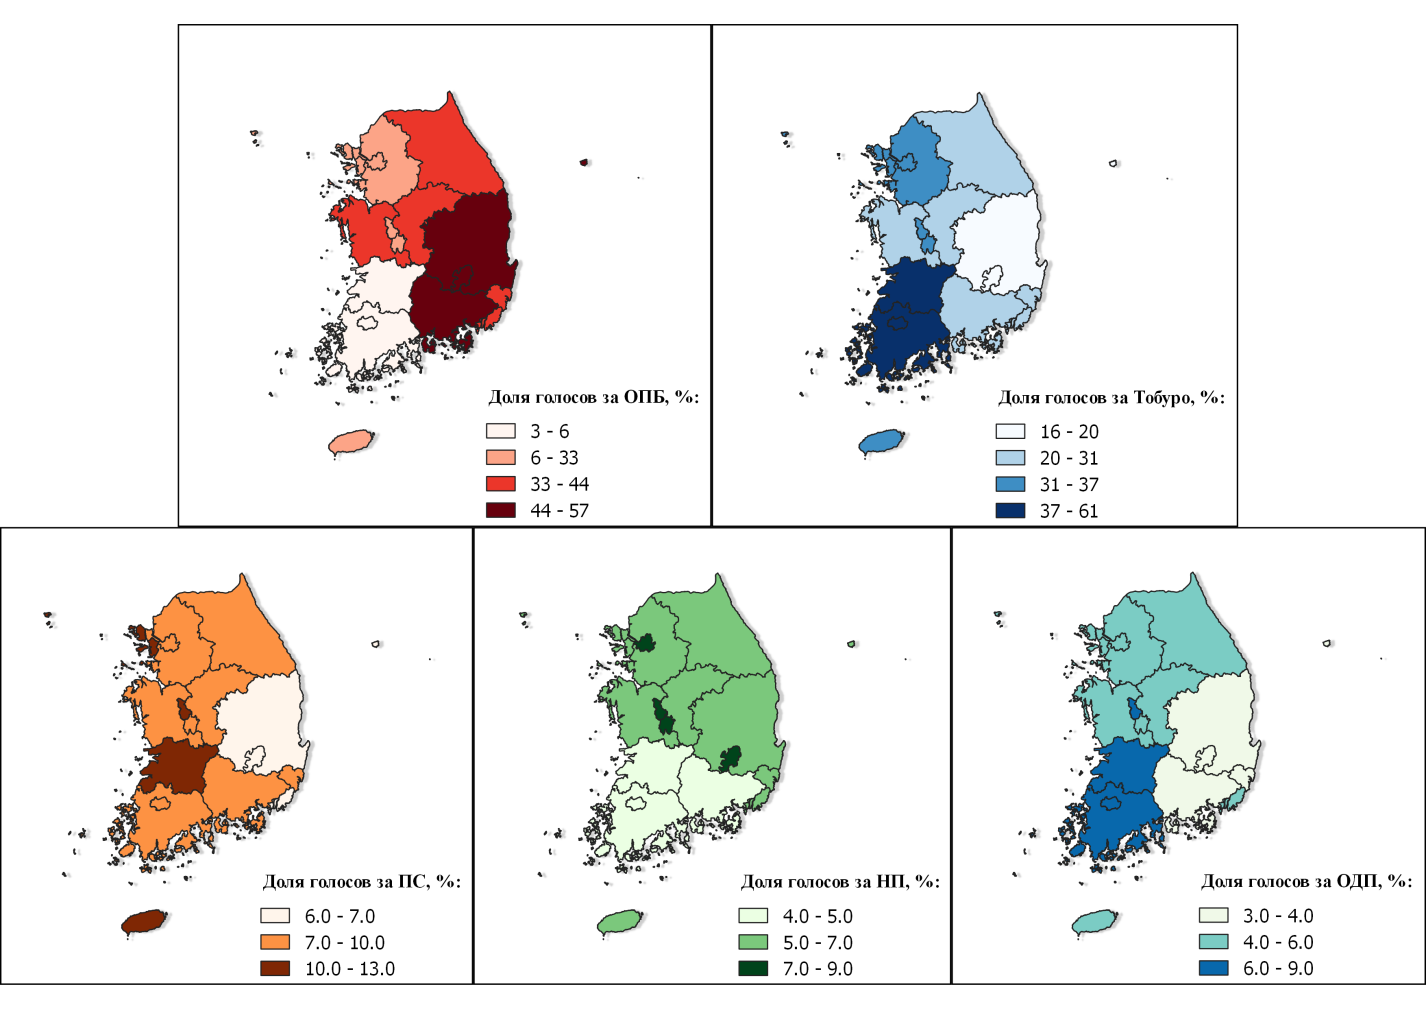 Доля голосов за ОПБ, %:
3 - 6
6 - 33
33 - 44
44 - 57
Доля голосов за Тобуро, %:
16 - 20
20 - 31
31 - 37
37 - 61
Доля голосов за ПС, %:
6.0 - 7.0
7.0 - 10.0
10.0 - 13.0
Доля голосов за НП, %:
4.0 - 5.0
5.0 - 7.0
7.0 - 9.0
Доля голосов за ОДП, %:
3.0 - 4.0
4.0 - 6.0
6.0 - 9.0